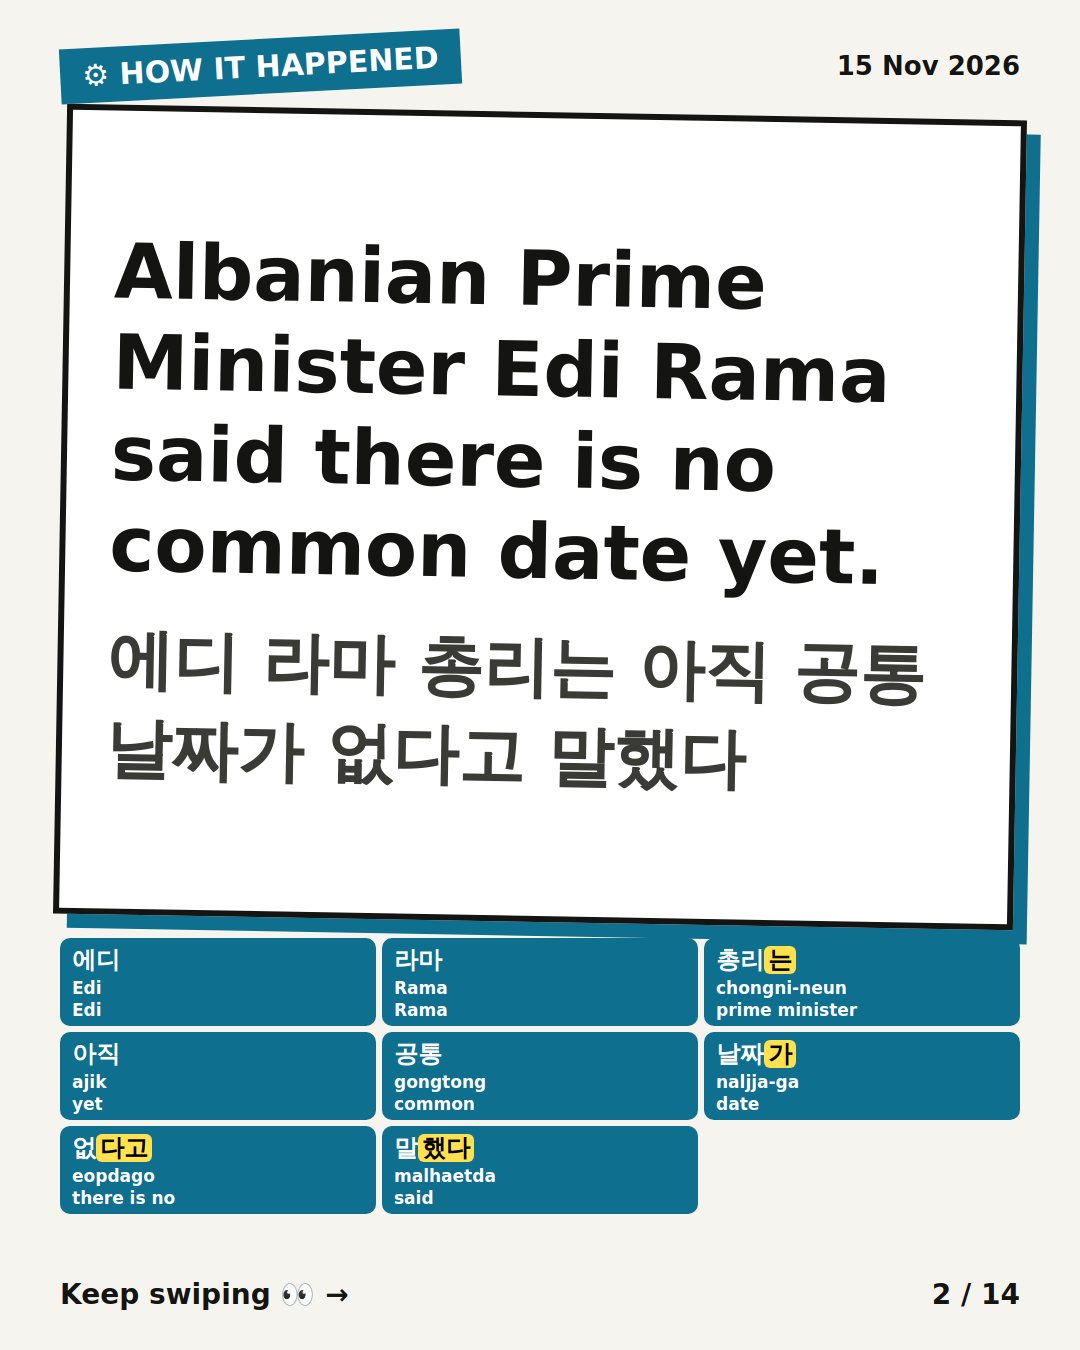 ⚙ HOW IT HAPPENED
15 Nov 2026
Albanian Prime
Minister Edi Rama
said there is no
common date yet.
에디 라마 총리는 아직 공통
날짜가 없다고 말했다
에디
Edi
Edi
라마
Rama
Rama
총리는
chongni-neun
prime minister
아직
ajik
yet
공통
gongtong
common
날짜가
naljja-ga
date
없다고
eopdago
there is no
말했다
malhaetda
said
Keep swiping 👀 →
2 / 14